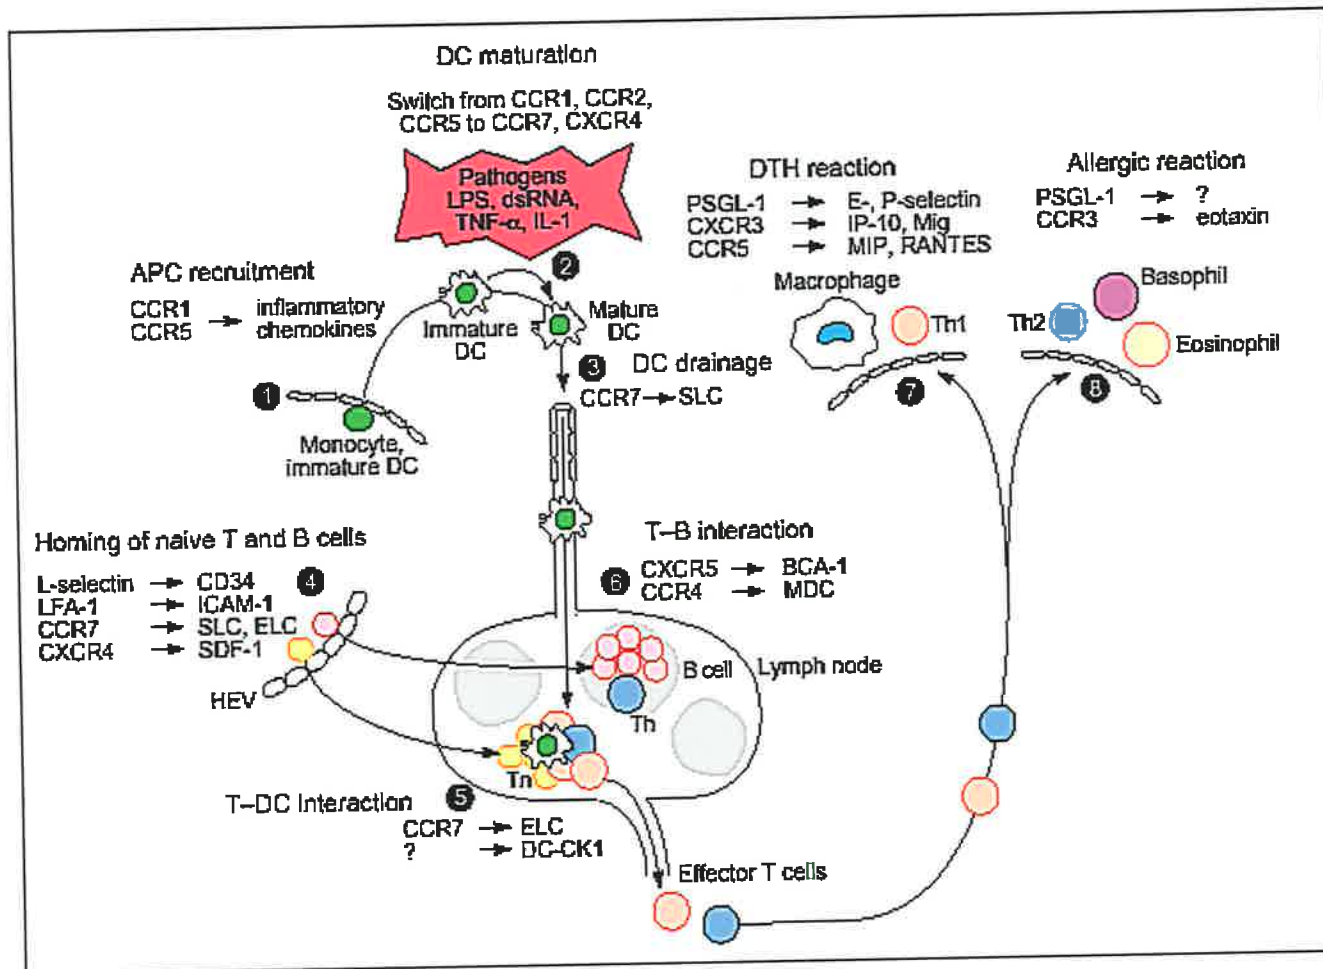 DC maturation
Switch from CCR1, CCR2,
CCR5 to CCR7, CXCR4
Pathogens
LPS, dsRNA,
TNF-α, IL-1
2
APC recruitment
CCR1
CCR5
→ inflammatory
chemokines
Immature
DC
Mature
DC
1
Monocyte,
immature DC
3
DC drainage
CCR7 → SLC
DTH reaction
PSGL-1 → E-, P-selectin
CXCR3 → IP-10, Mig
CCR5 → MIP, RANTES
Macrophage
Th1
7
Allergic reaction
PSGL-1 → ?
CCR3 → eotaxin
Basophil
Th2
Eosinophil
8
Homing of naive T and B cells
L-selectin → CD34
LFA-1 → ICAM-1
CCR7 → SLC, ELC
CXCR4 → SDF-1
4
HEV
T–B interaction
6
CXCR5 → BCA-1
CCR4 → MDC
B cell
Lymph node
Th
Tn
T–DC Interaction
5
CCR7 → ELC
? → DC-CK1
Effector T cells